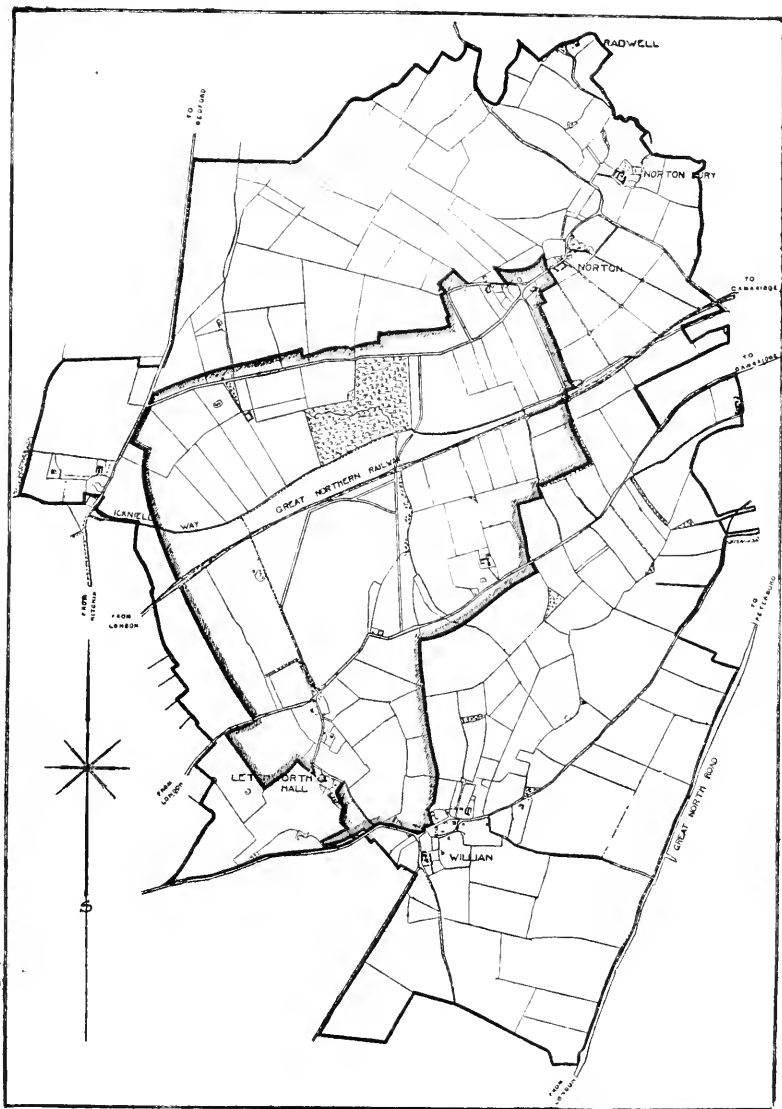 RADWELL
TO
BEDFORD
NORTON BURY
NORTON
TO
CAMBRIDGE
TO
CAMBRIDGE
ICKNIELD WAY
GREAT NORTHERN RAILWAY
FROM
HITCHIN
FROM
LONDON
TO
PETERBORO
FROM
LONDON
LETCHWORTH
HALL
GREAT NORTH ROAD
WILLIAN
S
FROM
LONDON